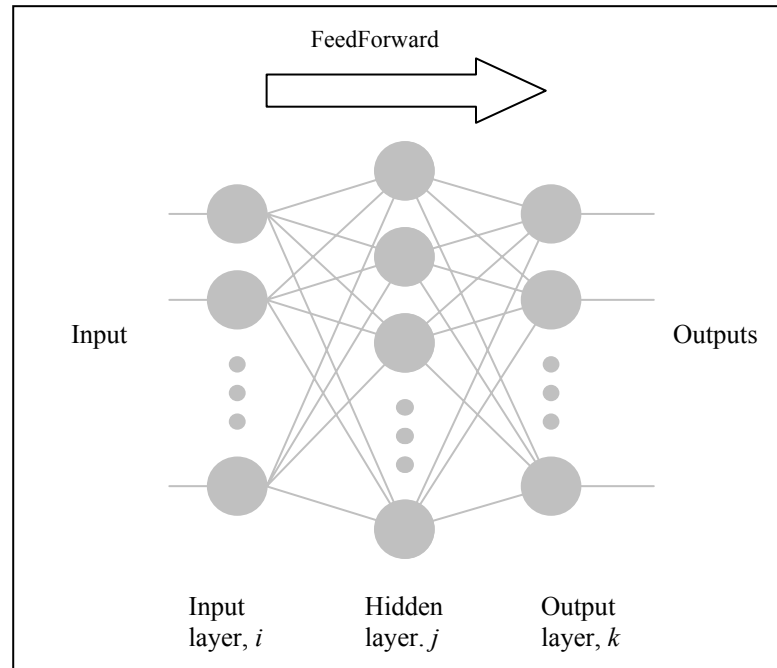 FeedForward
Input
Outputs
Input
layer, i
Hidden
layer. j
Output
layer, k